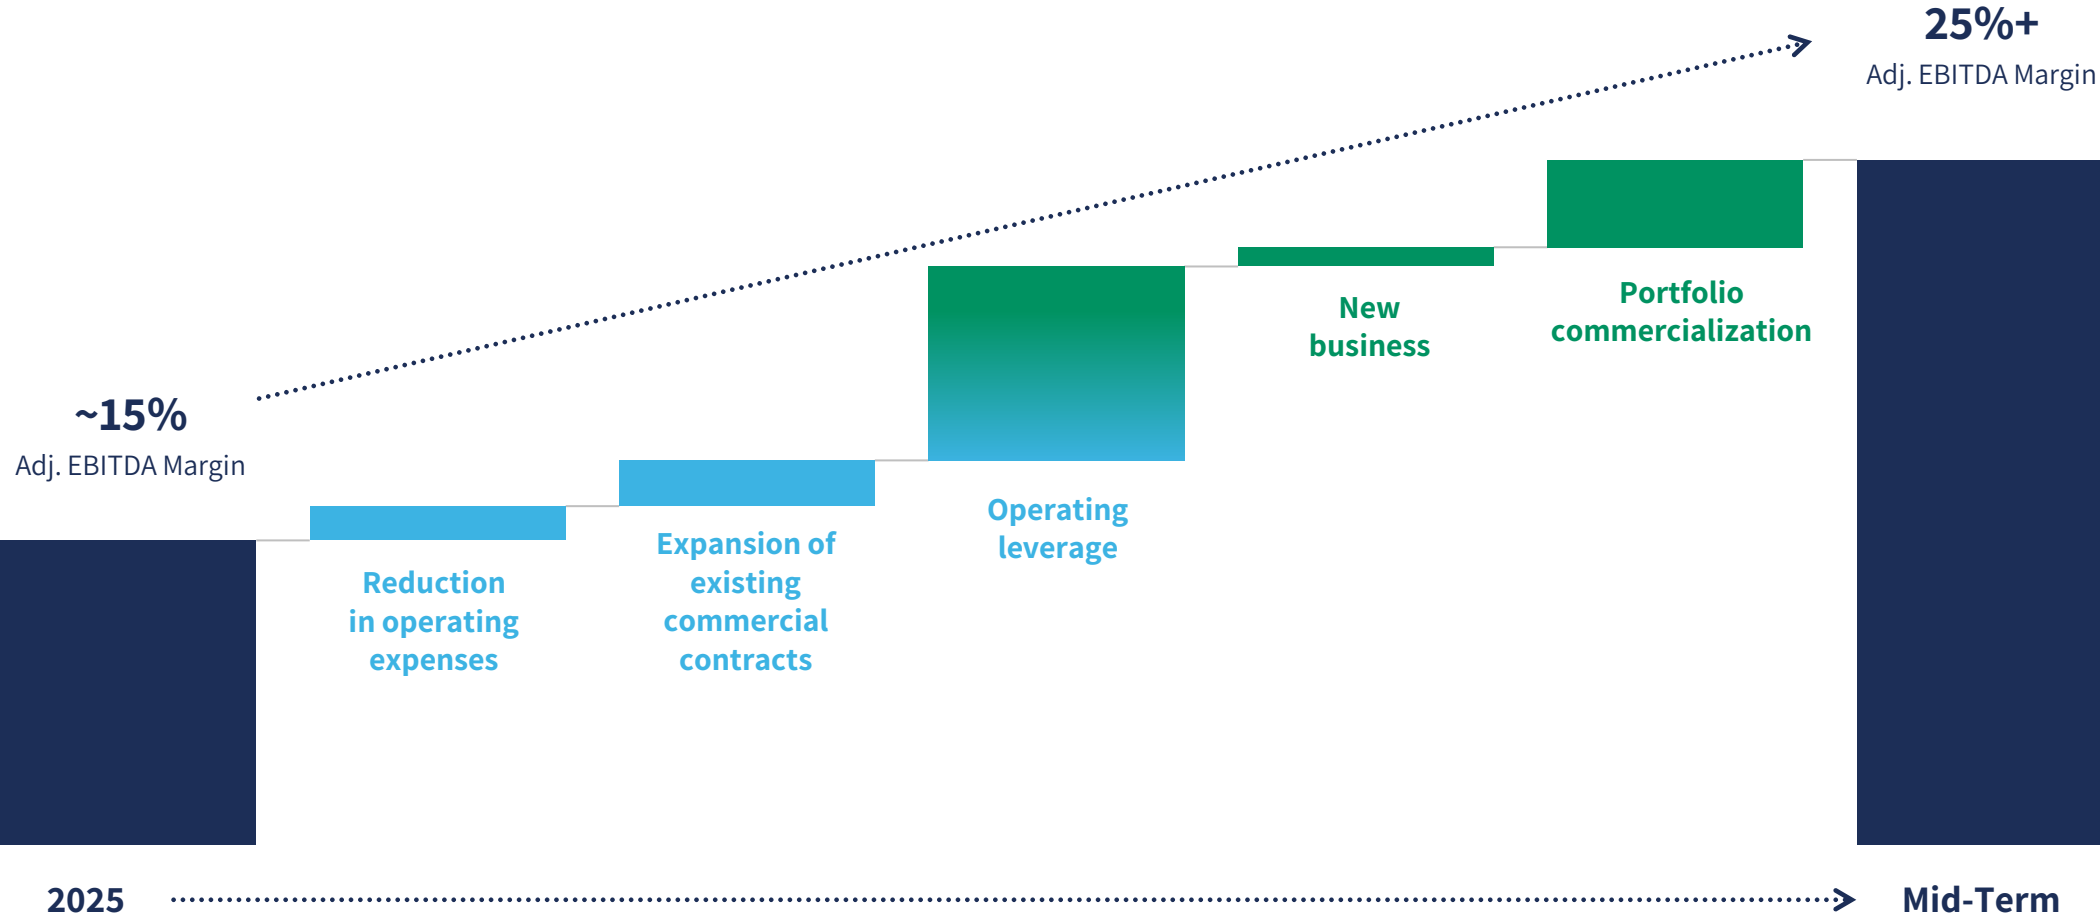 25%+
Adj. EBITDA Margin
~15%
Adj. EBITDA Margin
Reduction
in operating
expenses
Expansion of
existing
commercial
contracts
Operating
leverage
New
business
Portfolio
commercialization
2025
Mid-Term